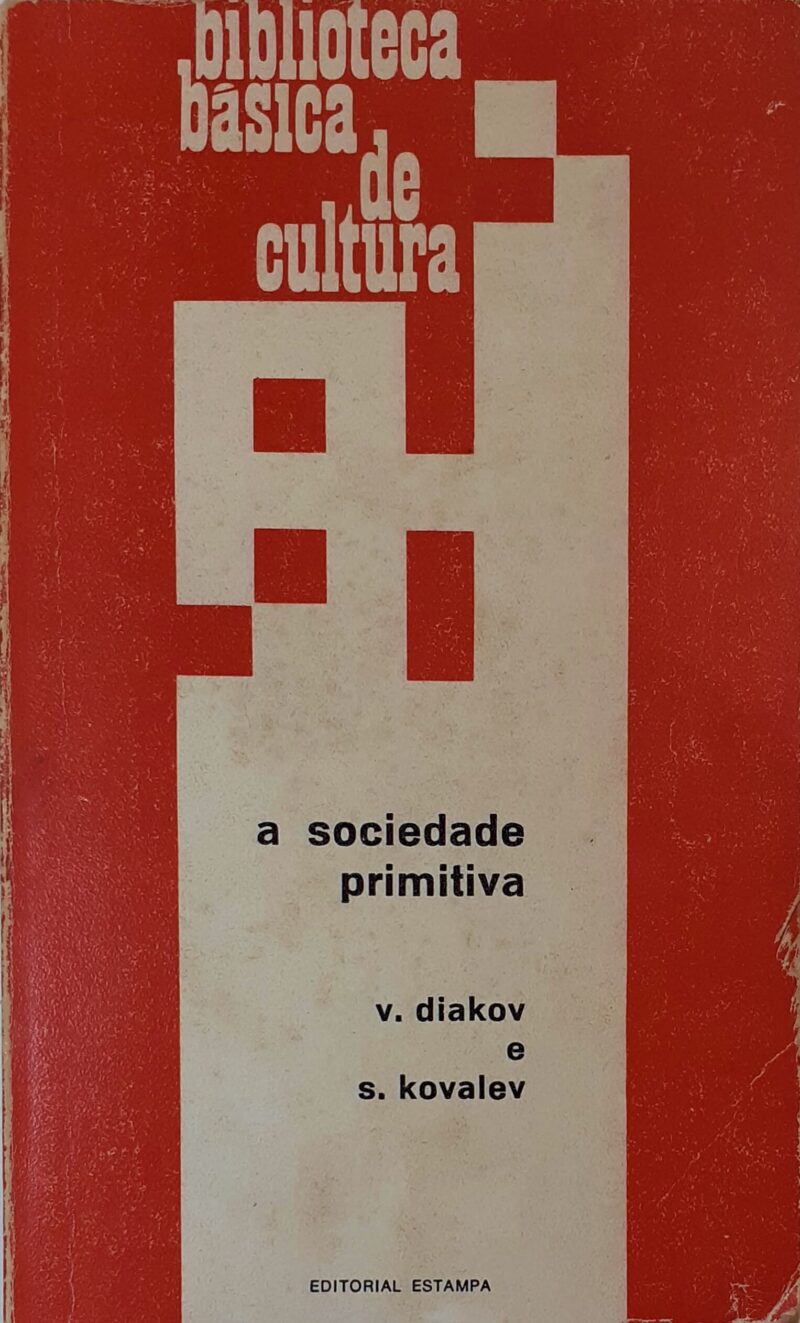 biblioteca
básica
de
cultura
a sociedade
primitiva
v. diakov
e
s. kovalev
EDITORIAL ESTAMPA